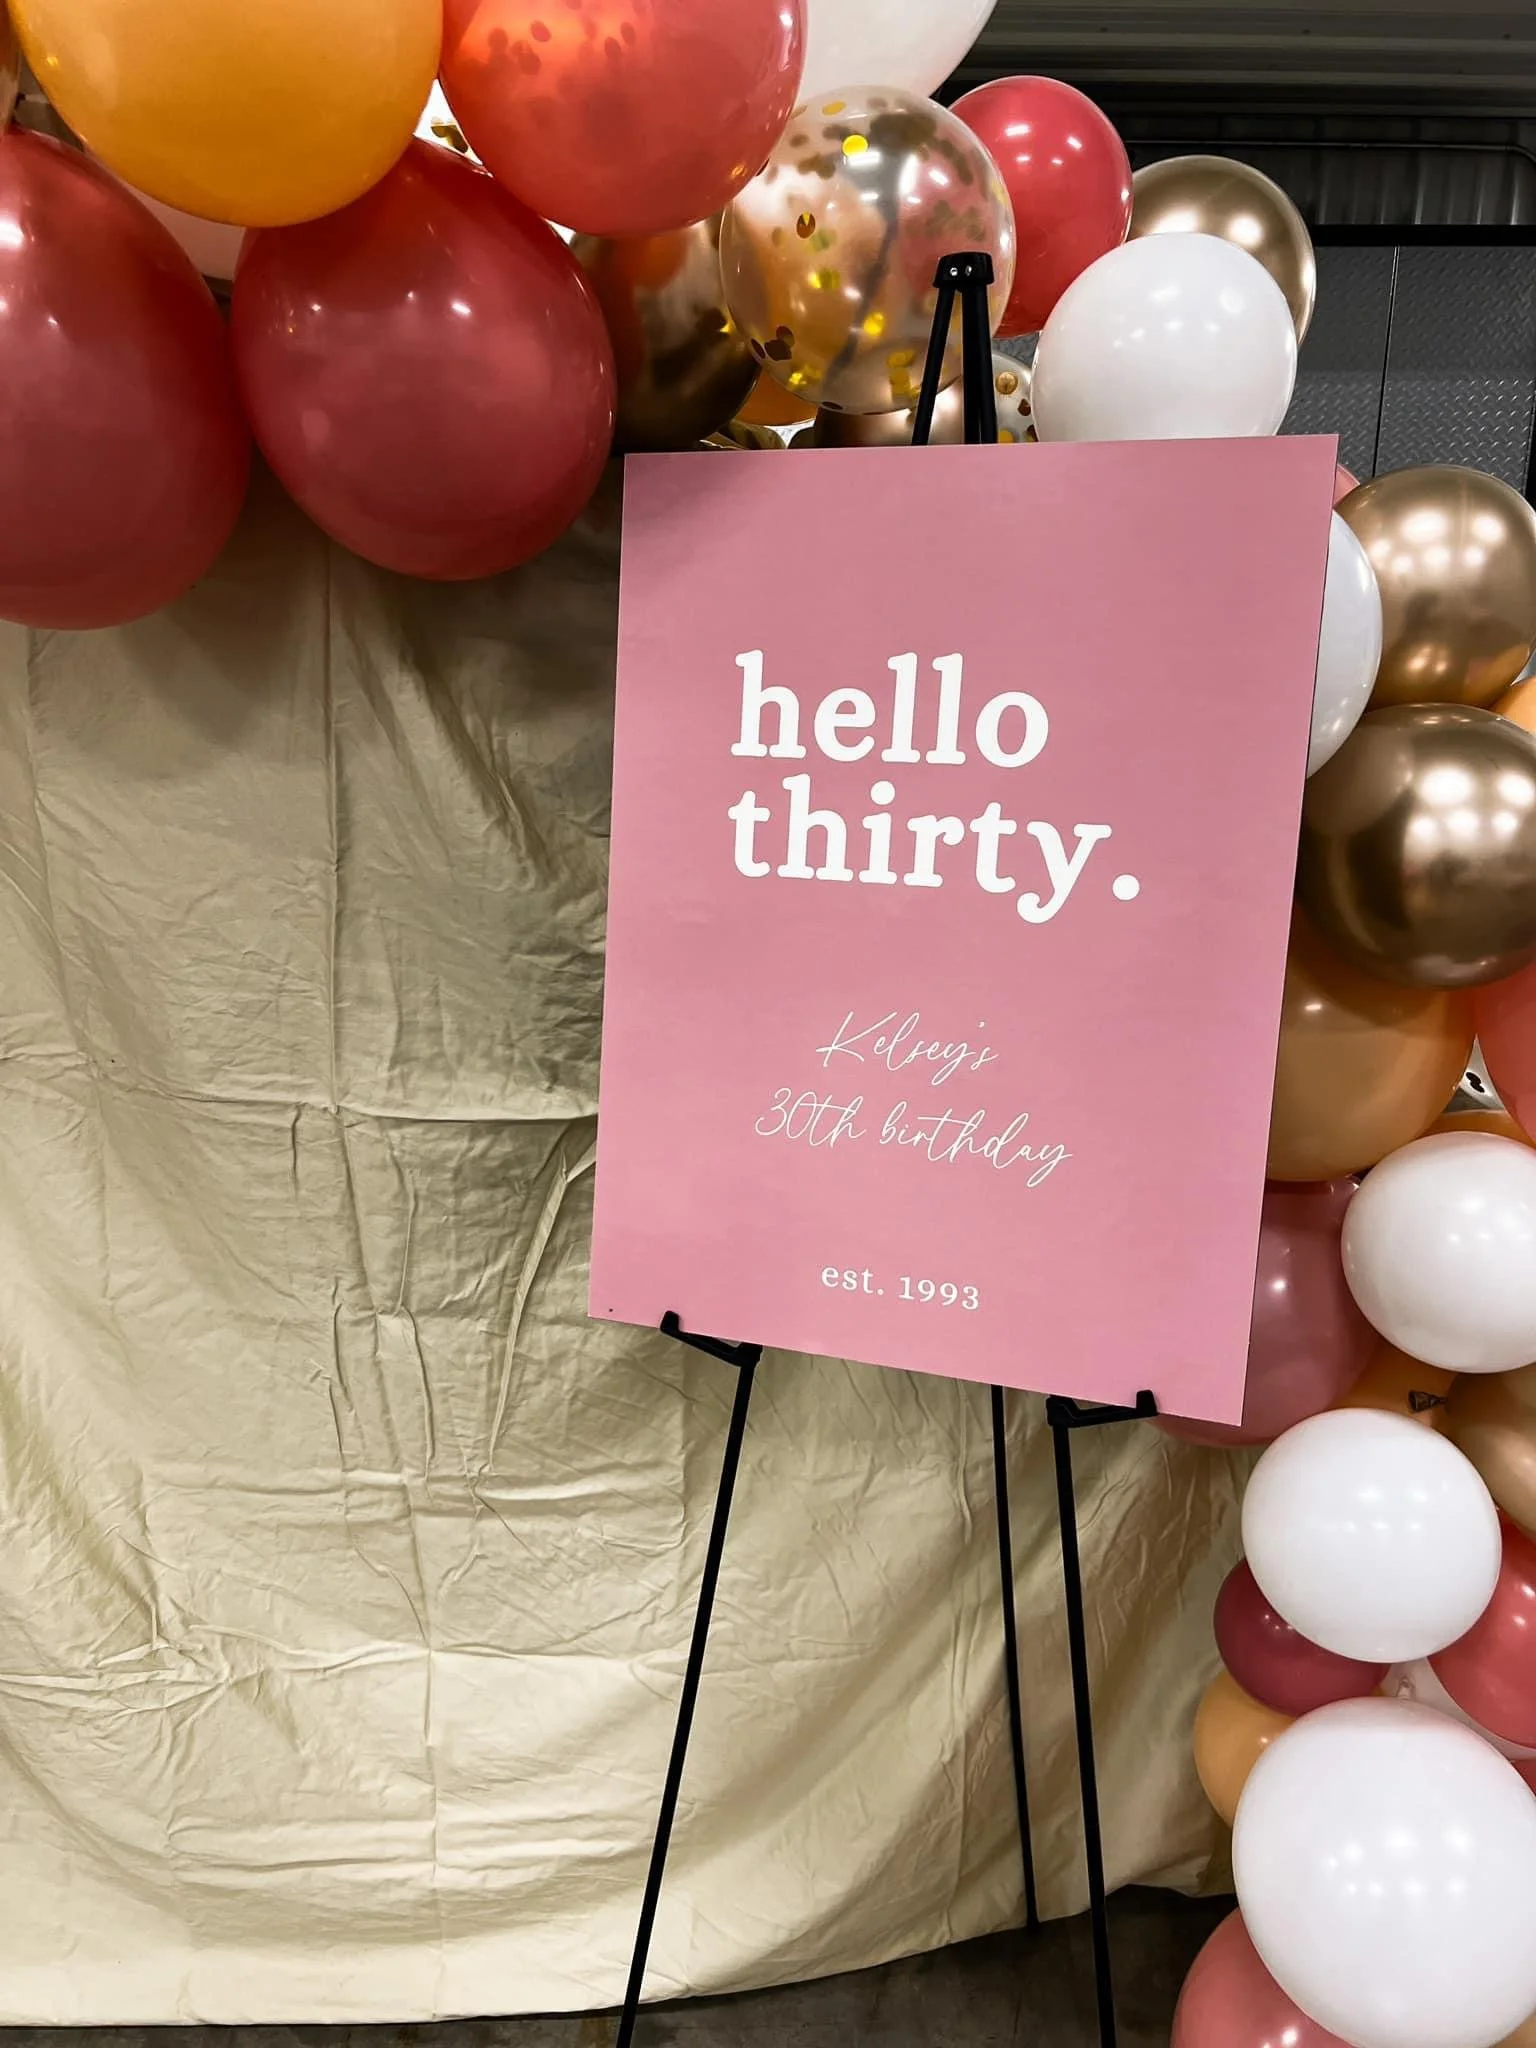 hello
thirty.
Kelsey's
30th birthday
est. 1993